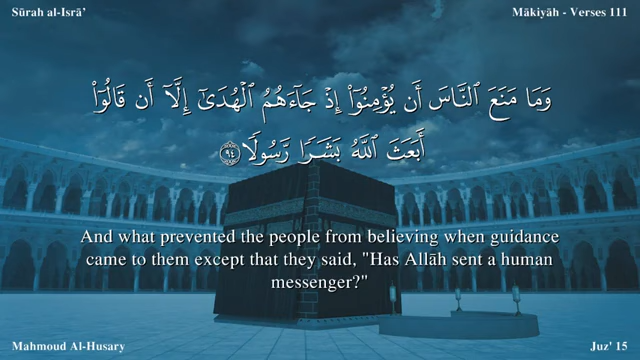 Sūrah al-Isrā’
Mākiyāh - Verses 111
وَمَا مَنَعَ ٱلنَّاسَ أَن يُؤْمِنُوٓا۟ إِذْ جَآءَهُمُ ٱلْهُدَىٰٓ إِلَّآ أَن قَالُوٓا۟
أَبَعَثَ ٱللَّهُ بَشَرًا رَّسُولًا ٩٤
And what prevented the people from believing when guidance
came to them except that they said, "Has Allāh sent a human
messenger?"
Mahmoud Al-Husary
Juz' 15